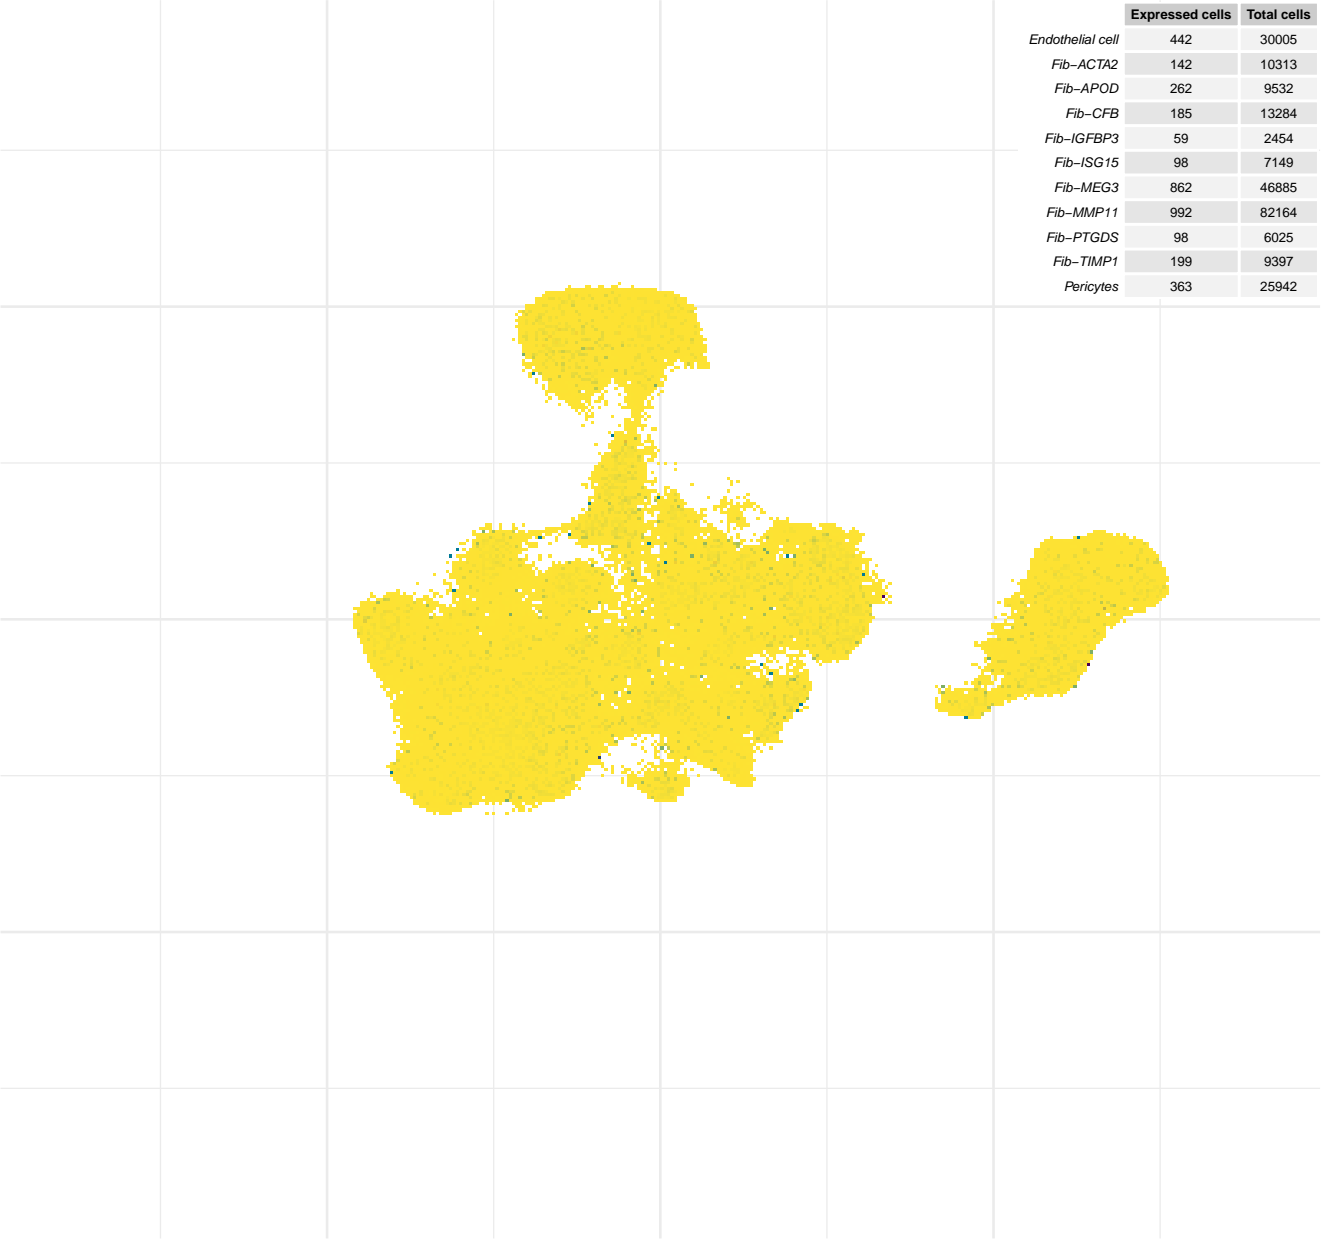 Expressed cells Total cells
Endothelial cell 442 30005
Fib−ACTA2 142 10313
Fib−APOD 262 9532
Fib−CFB 185 13284
Fib−IGFBP3 59 2454
Fib−ISG15 98 7149
Fib−MEG3 862 46885
Fib−MMP11 992 82164
Fib−PTGDS 98 6025
Fib−TIMP1 199 9397
Pericytes 363 25942